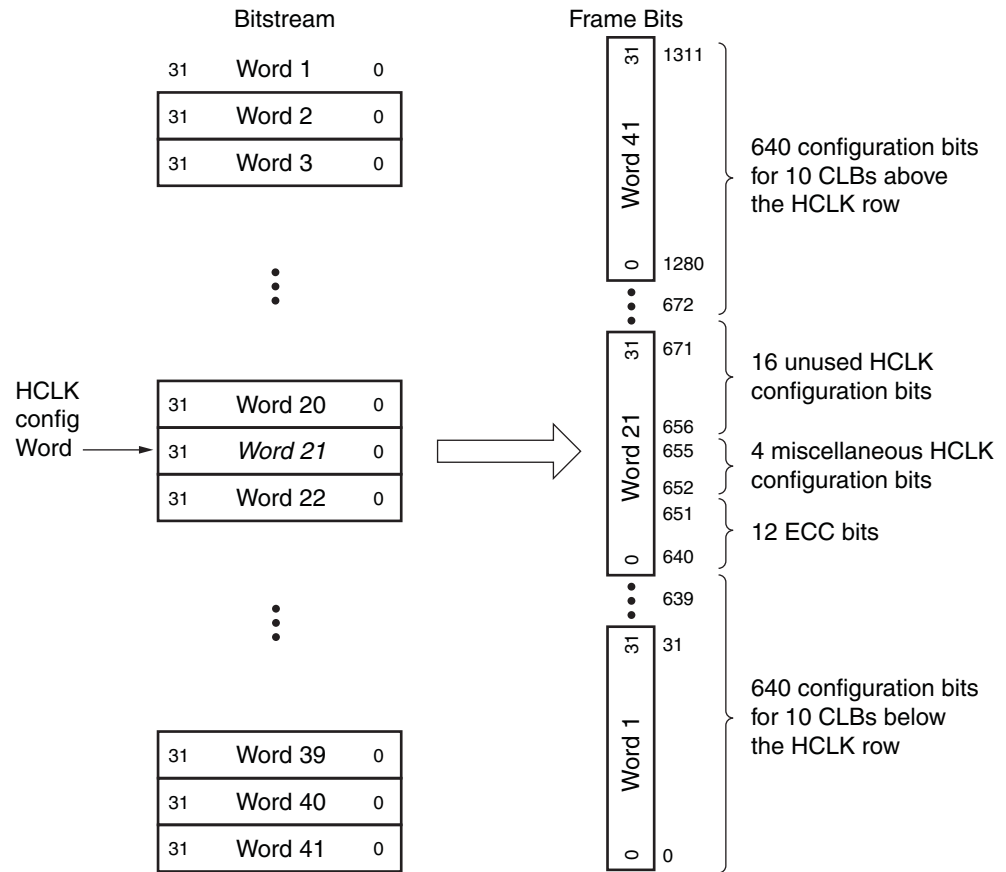 Bitstream
31 Word 1 0
31 Word 2 0
31 Word 3 0
31 Word 20 0
HCLK
config
Word
31 Word 21 0
31 Word 22 0
31 Word 39 0
31 Word 40 0
31 Word 41 0
Frame Bits
31 1311
Word 41
0 1280
640 configuration bits
for 10 CLBs above
the HCLK row
672
31 671
16 unused HCLK
configuration bits
656
Word 21
655
4 miscellaneous HCLK
configuration bits
652
651
12 ECC bits
0 640
639
31 31
Word 1
640 configuration bits
for 10 CLBs below
the HCLK row
0 0